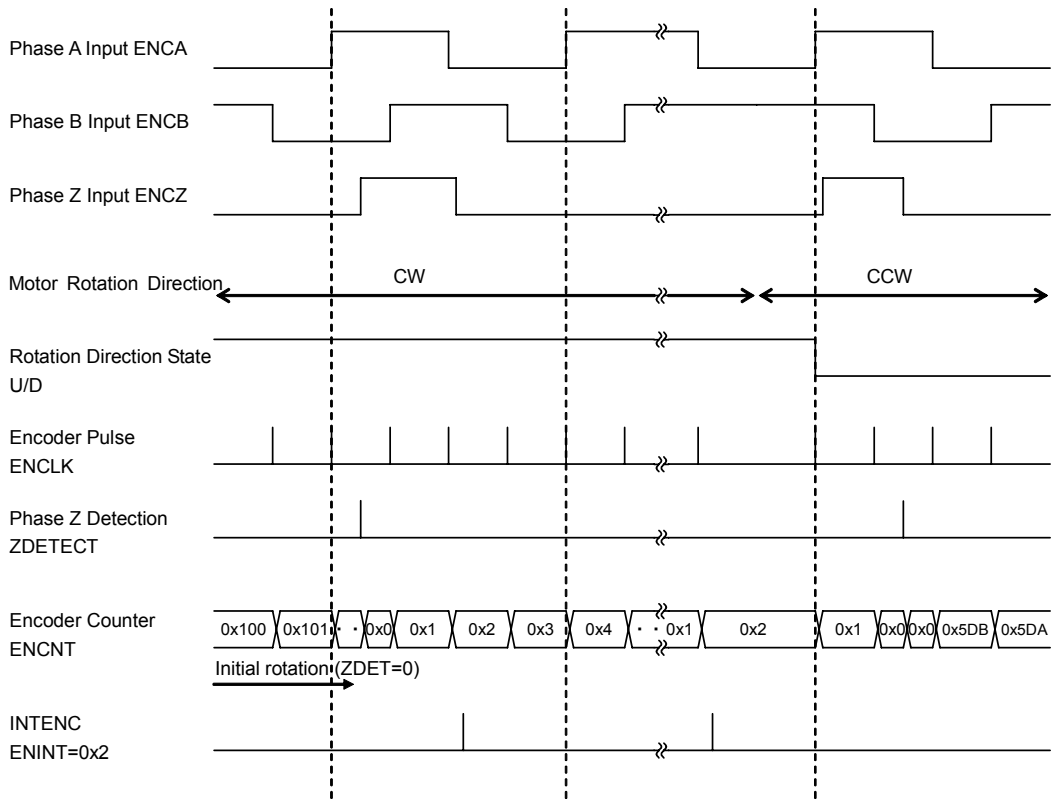 Phase A Input ENCA
Phase B Input ENCB
Phase Z Input ENCZ
Motor Rotation Direction
CW
CCW
Rotation Direction State
U/D
Encoder Pulse
ENCLK
Phase Z Detection
ZDETECT
Encoder Counter
ENCNT
0x100 0x101 · · 0x0 0x1 0x2 0x3 0x4 · · 0x1 0x2 0x1 0x0 0x0 0x5DB 0x5DA
Initial rotation (ZDET=0)
INTENC
ENINT=0x2